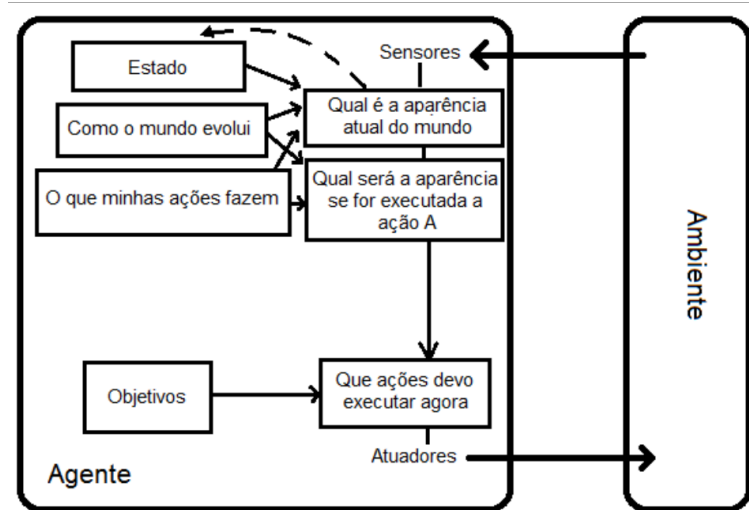 Sensores
Estado
Qual é a aparência
atual do mundo
Como o mundo evolui
Qual será a aparência
se for executada a
ação A
O que minhas ações fazem
Ambiente
Que ações devo
executar agora
Objetivos
Atuadores
Agente